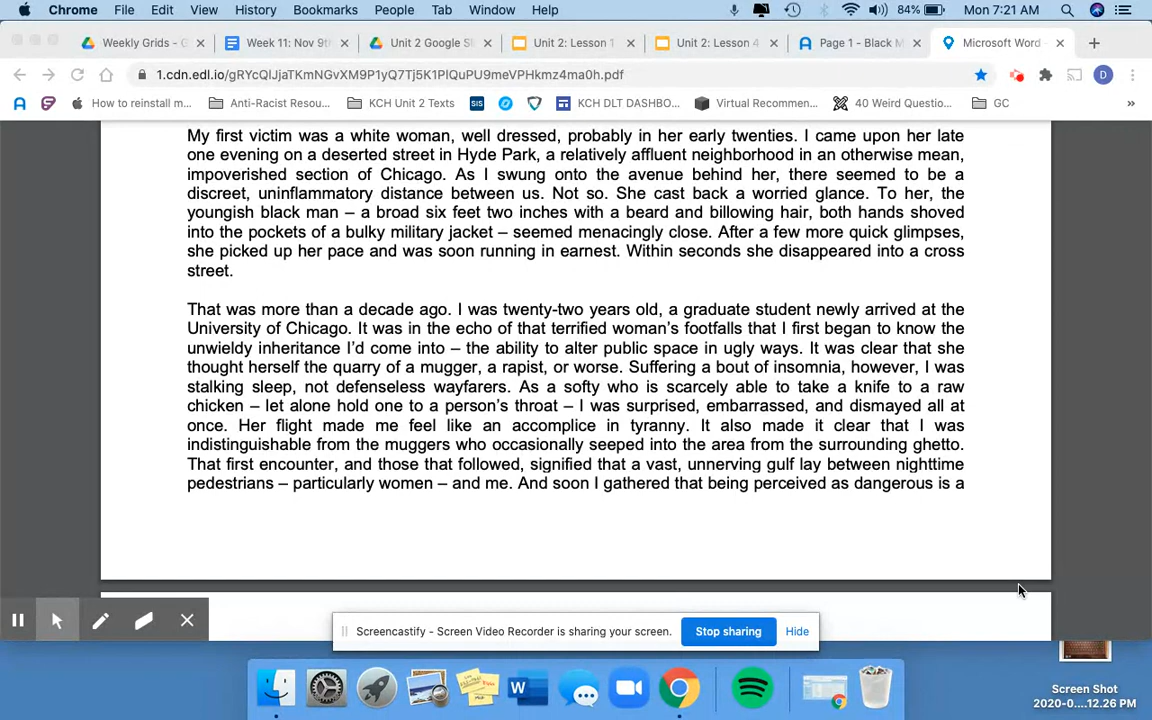 Chrome File Edit View History Bookmarks People Tab Window Help 84% Mon 7:21 AM
Weekly Grids - G Week 11: Nov 9th Unit 2 Google Sl Unit 2: Lesson 1 Unit 2: Lesson 4 Page 1 - Black M Microsoft Word -
1.cdn.edl.io/gRYcQlJjaTKmNGvXM9P1yQ7Tj5K1PlQuPU9meVPHkmz4ma0h.pdf D
How to reinstall m... Anti-Racist Resou... KCH Unit 2 Texts SIS KCH DLT DASHBO... Virtual Recommen... 40 Weird Questio... GC »
My first victim was a white woman, well dressed, probably in her early twenties. I came upon her late
one evening on a deserted street in Hyde Park, a relatively affluent neighborhood in an otherwise mean,
impoverished section of Chicago. As I swung onto the avenue behind her, there seemed to be a
discreet, uninflammatory distance between us. Not so. She cast back a worried glance. To her, the
youngish black man – a broad six feet two inches with a beard and billowing hair, both hands shoved
into the pockets of a bulky military jacket – seemed menacingly close. After a few more quick glimpses,
she picked up her pace and was soon running in earnest. Within seconds she disappeared into a cross
street.
That was more than a decade ago. I was twenty-two years old, a graduate student newly arrived at the
University of Chicago. It was in the echo of that terrified woman's footfalls that I first began to know the
unwieldy inheritance I'd come into – the ability to alter public space in ugly ways. It was clear that she
thought herself the quarry of a mugger, a rapist, or worse. Suffering a bout of insomnia, however, I was
stalking sleep, not defenseless wayfarers. As a softy who is scarcely able to take a knife to a raw
chicken – let alone hold one to a person's throat – I was surprised, embarrassed, and dismayed all at
once. Her flight made me feel like an accomplice in tyranny. It also made it clear that I was
indistinguishable from the muggers who occasionally seeped into the area from the surrounding ghetto.
That first encounter, and those that followed, signified that a vast, unnerving gulf lay between nighttime
pedestrians – particularly women – and me. And soon I gathered that being perceived as dangerous is a
Screencastify - Screen Video Recorder is sharing your screen. Stop sharing Hide
W
Screen Shot
2020-0....12.26 PM